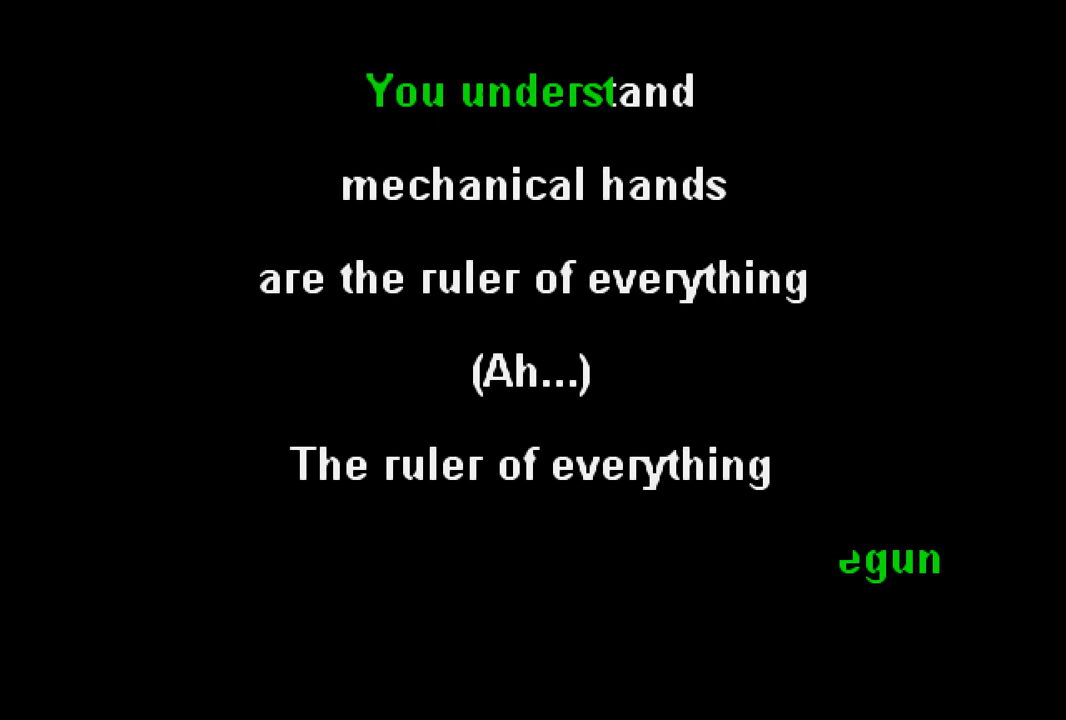 You understand
mechanical hands
are the ruler of everything
(Ah...)
The ruler of everything